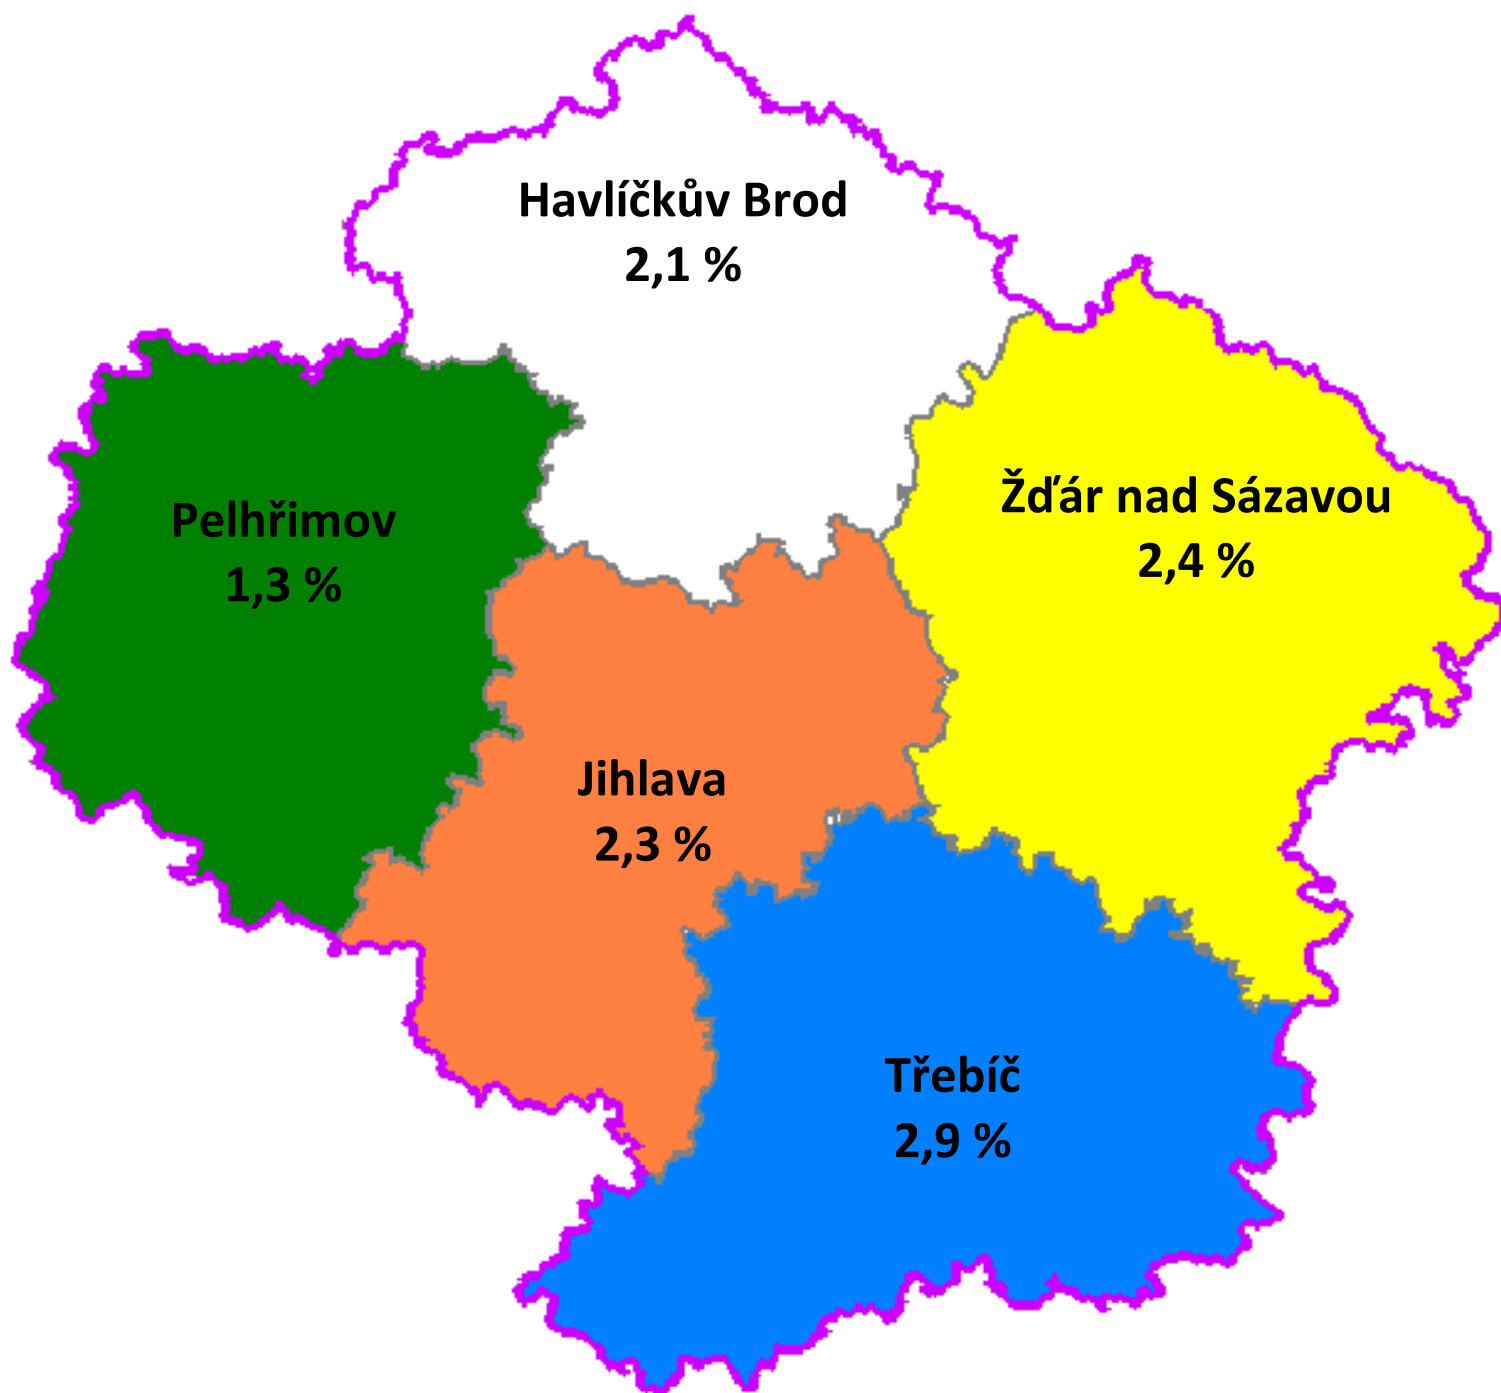 Havlíčkův Brod
2,1 %
Žďár nad Sázavou
2,4 %
Pelhřimov
1,3 %
Jihlava
2,3 %
Třebíč
2,9 %